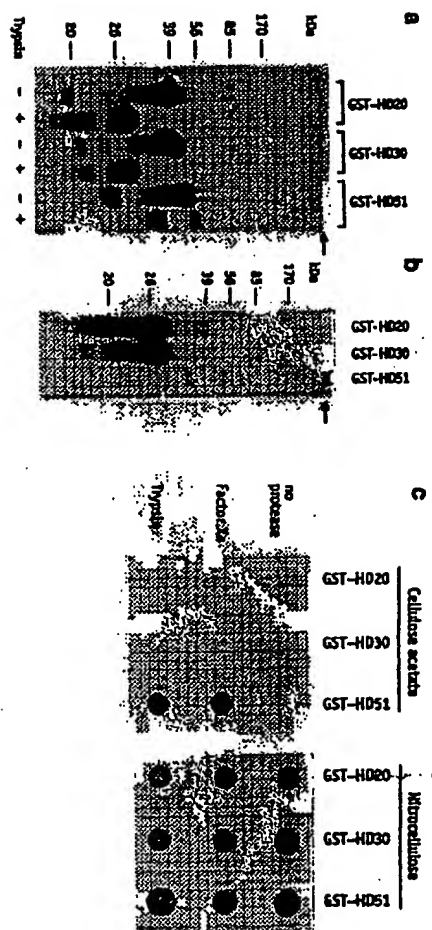 a
kDa
170
85
56
39
26
20
Trypsin
- + - + - +
GST-HD20
GST-HD30
GST-HD51
b
kDa
170
85
56
39
26
20
GST-HD20
GST-HD30
GST-HD51
c
no protease
FactorXa
Trypsin
GST-HD20
GST-HD30
GST-HD51
Cellulose acetate
GST-HD20
GST-HD30
GST-HD51
Nitrocellulose